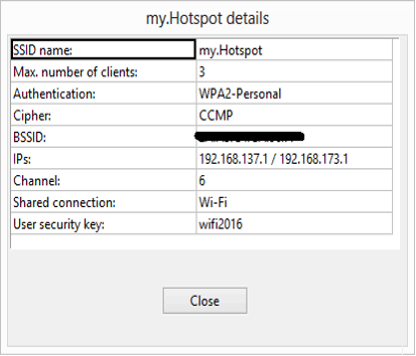 my.Hotspot details
SSID name: my.Hotspot
Max. number of clients: 3
Authentication: WPA2-Personal
Cipher: CCMP
BSSID:
IPs: 192.168.137.1 / 192.168.173.1
Channel: 6
Shared connection: Wi-Fi
User security key: wifi2016
Close